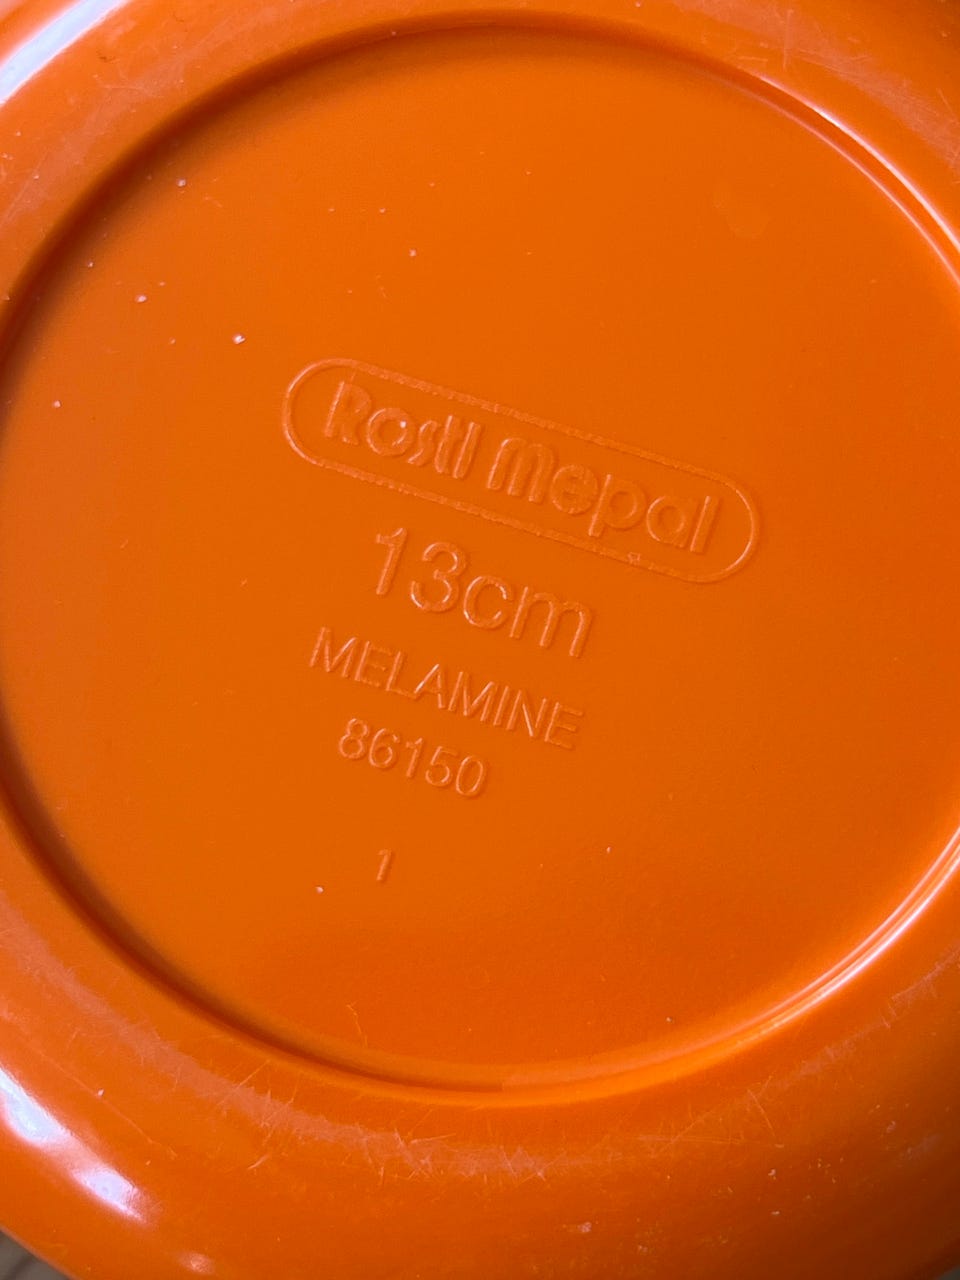 Rosti Mepal
13cm
MELAMINE
86150
1